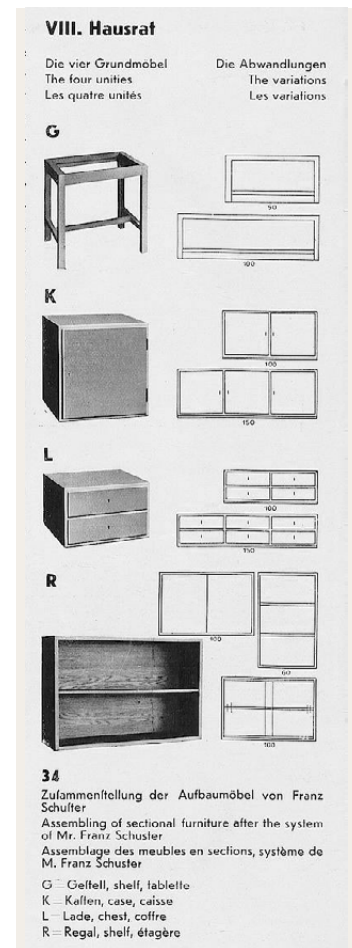 VIII. Hausrat
Die vier Grundmöbel
The four unities
Les quatre unités
Die Abwandlungen
The variations
Les variations
G
50
100
K
100
150
L
100
150
R
100
60
100
34
Zuſammenſtellung der Aufbaumöbel von Franz
Schuſter
Assembling of sectional furniture after the system
of Mr. Franz Schuster
Assemblage des meubles en sections, système de
M. Franz Schuster
G = Geſtell, shelf, tablette
K = Kaſten, case, caisse
L = Lade, chest, coffre
R = Regal, shelf, étagère